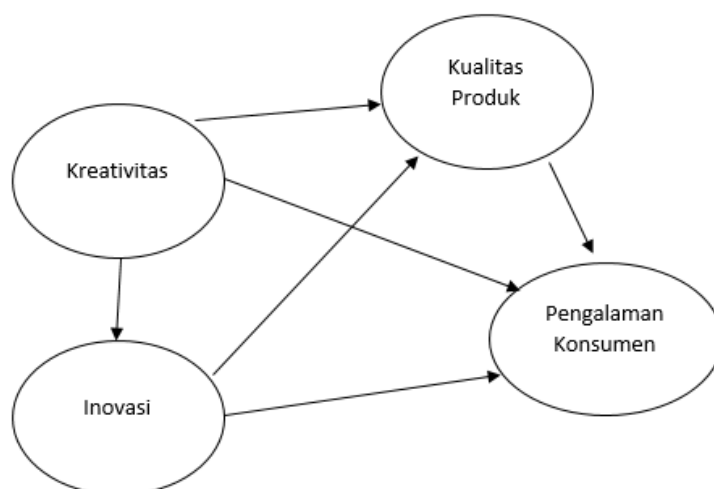 Kualitas
Produk
Kreativitas
Pengalaman
Konsumen
Inovasi